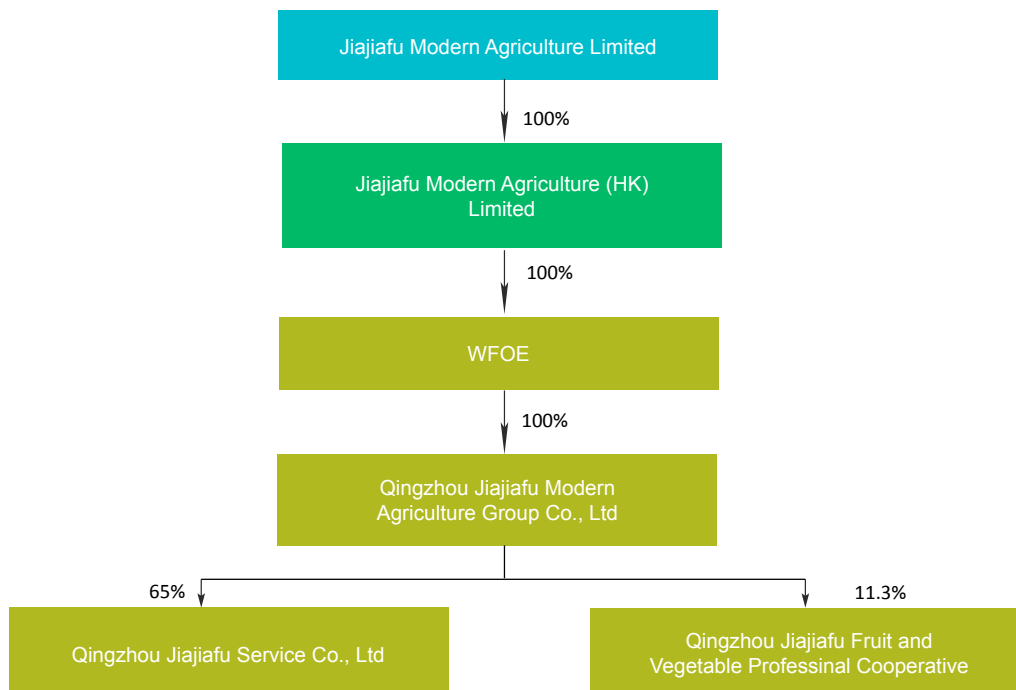 Jiajiafu Modern Agriculture Limited
100%
Jiajiafu Modern Agriculture (HK)
Limited
100%
WFOE
100%
Qingzhou Jiajiafu Modern
Agriculture Group Co., Ltd
65%
11.3%
Qingzhou Jiajiafu Service Co., Ltd
Qingzhou Jiajiafu Fruit and
Vegetable Professinal Cooperative